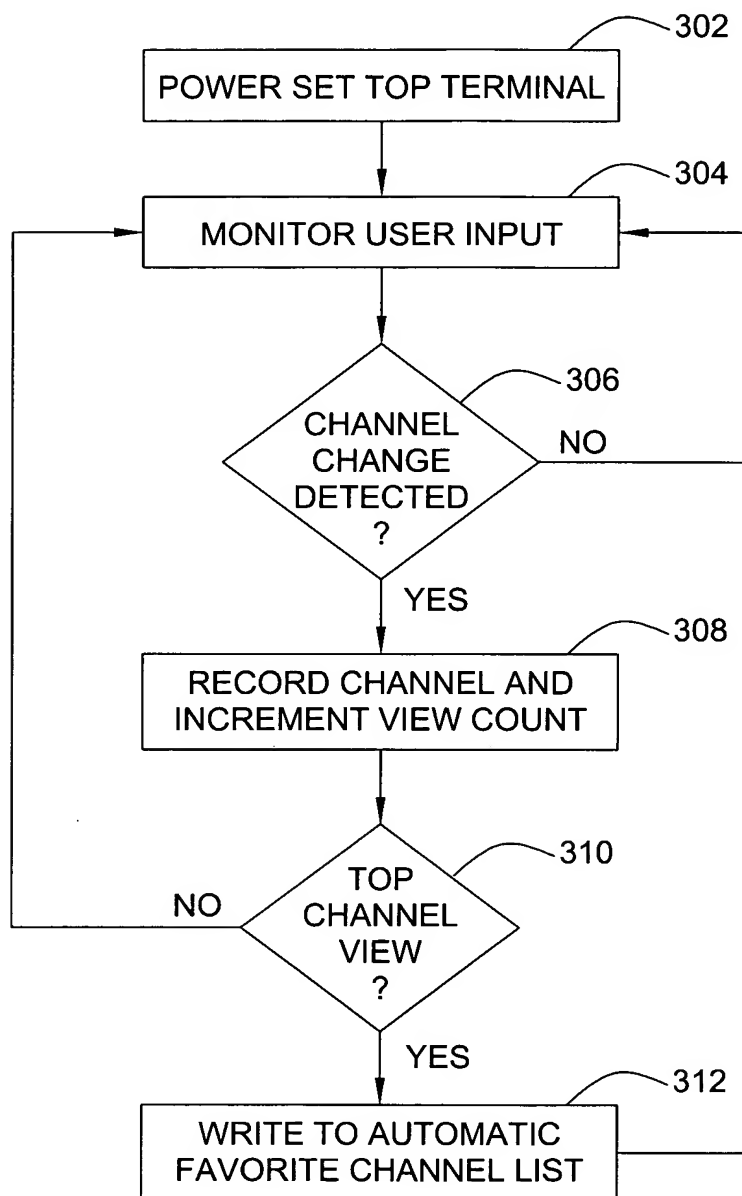 302
POWER SET TOP TERMINAL
304
MONITOR USER INPUT
306
CHANNEL
CHANGE
DETECTED
?
NO
YES
308
RECORD CHANNEL AND
INCREMENT VIEW COUNT
310
TOP
CHANNEL
VIEW
?
NO
YES
312
WRITE TO AUTOMATIC
FAVORITE CHANNEL LIST